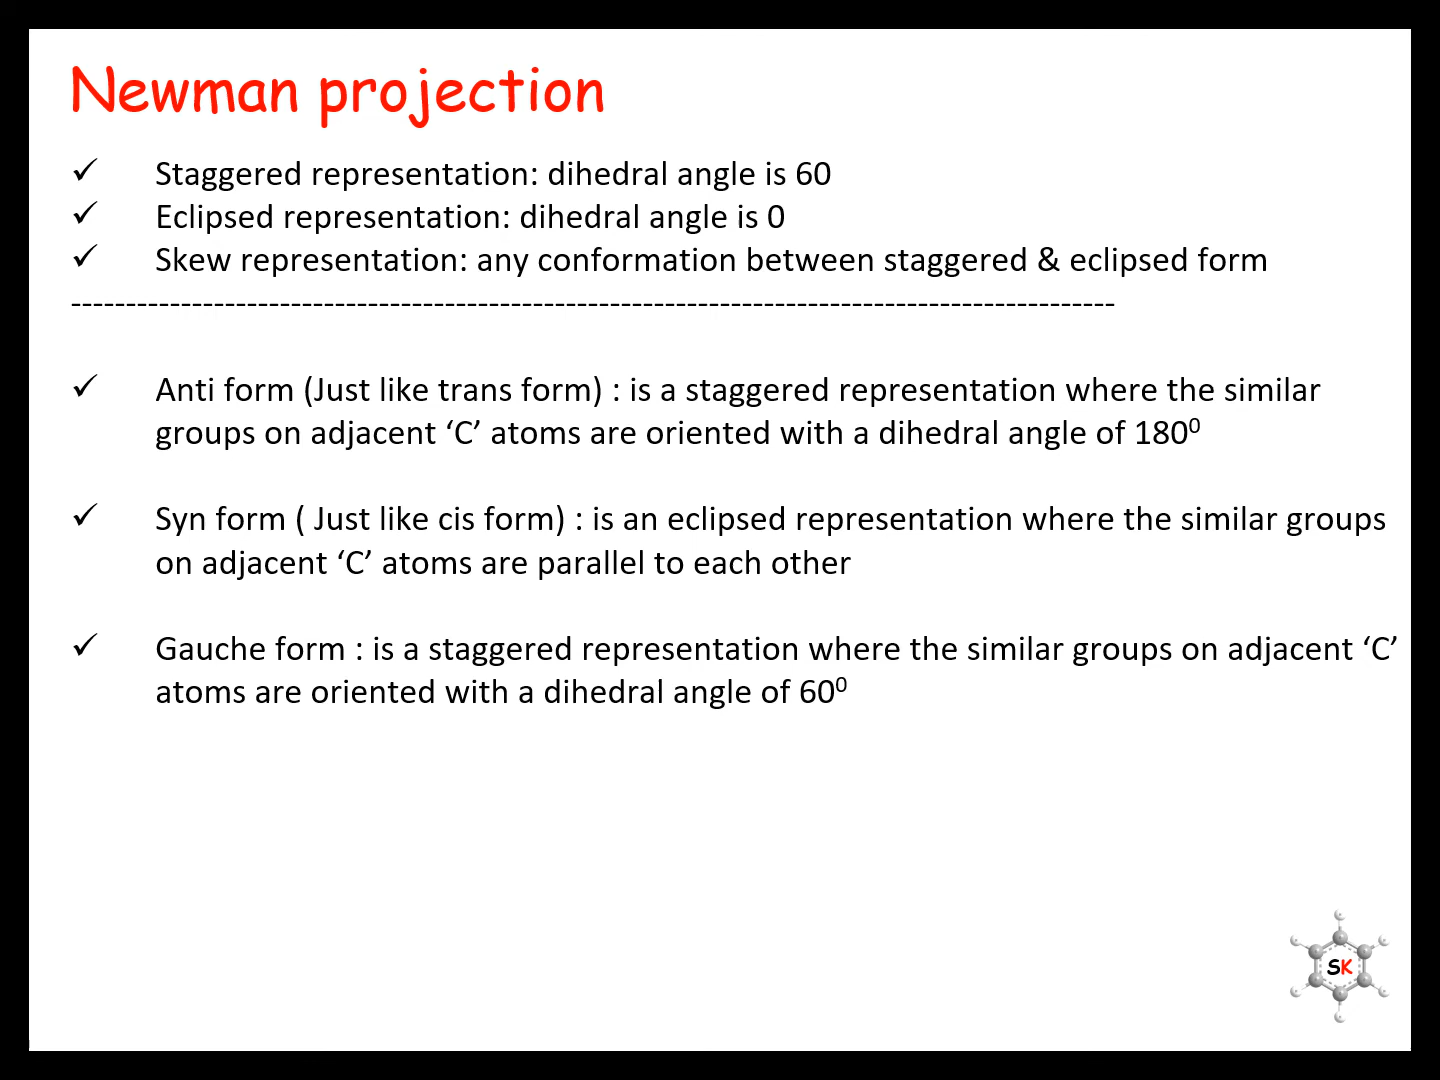 Newman projection
✓ Staggered representation: dihedral angle is 60
✓ Eclipsed representation: dihedral angle is 0
✓ Skew representation: any conformation between staggered & eclipsed form
------------------------------------------------------------------------------------------------
✓ Anti form (Just like trans form) : is a staggered representation where the similar
groups on adjacent ‘C’ atoms are oriented with a dihedral angle of 180⁰
✓ Syn form ( Just like cis form) : is an eclipsed representation where the similar groups
on adjacent ‘C’ atoms are parallel to each other
✓ Gauche form : is a staggered representation where the similar groups on adjacent ‘C’
atoms are oriented with a dihedral angle of 60⁰
SK